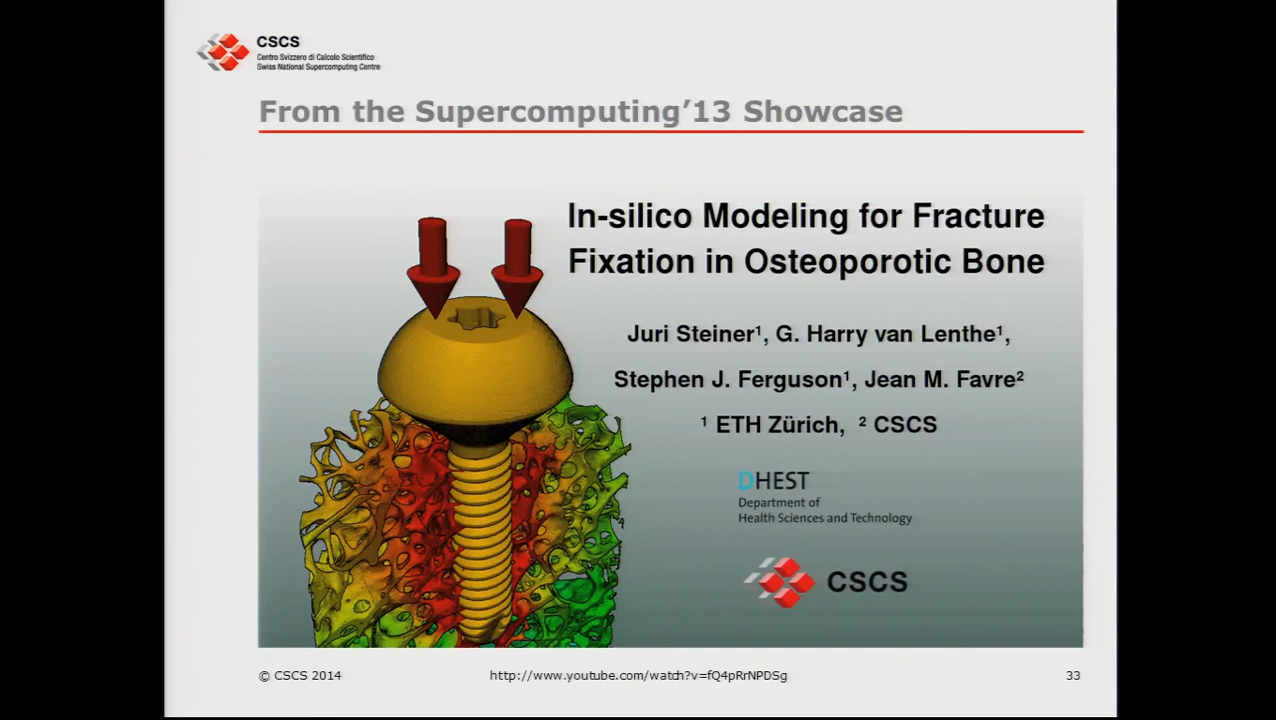 CSCS
Centro Svizzero di Calcolo Scientifico
Swiss National Supercomputing Centre
From the Supercomputing’13 Showcase
In-silico Modeling for Fracture
Fixation in Osteoporotic Bone
Juri Steiner¹, G. Harry van Lenthe¹,
Stephen J. Ferguson¹, Jean M. Favre²
¹ ETH Zürich, ² CSCS
DHEST
Department of
Health Sciences and Technology
CSCS
© CSCS 2014
http://www.youtube.com/watch?v=fQ4pRrNPDSg
33